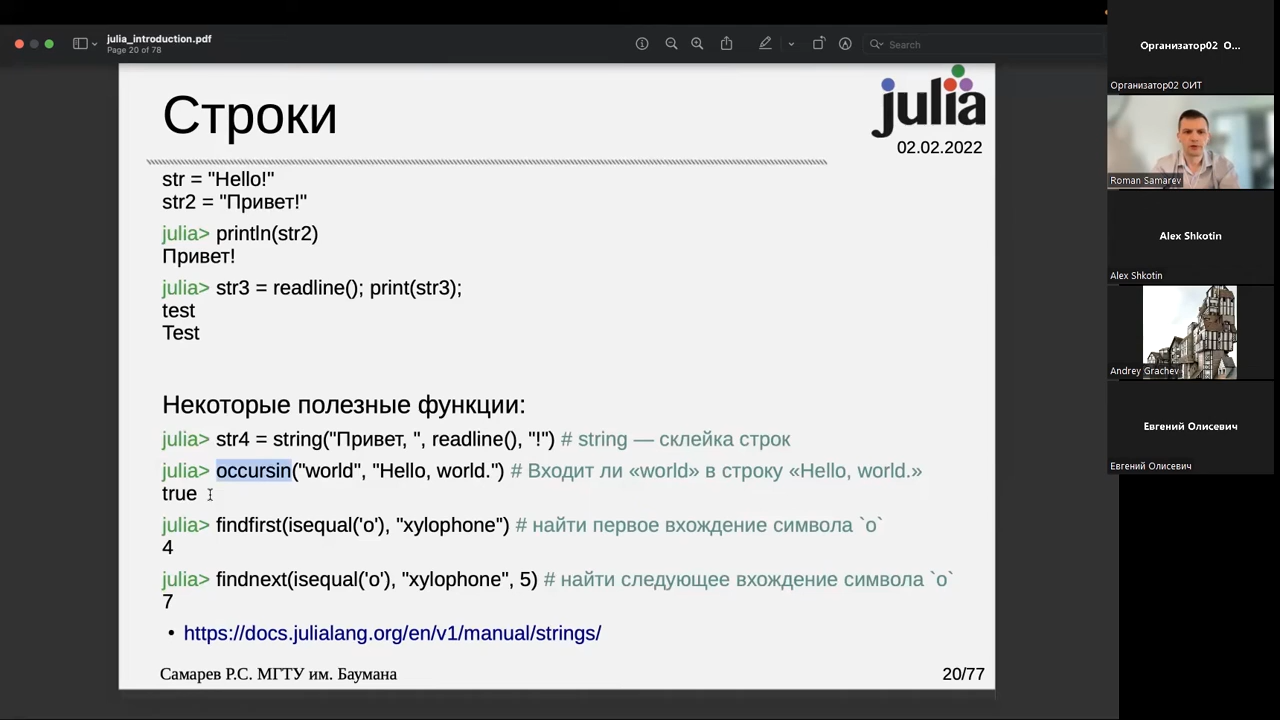 julia_introduction.pdf
Page 20 of 78
Search
Строки
julia
02.02.2022
str = "Hello!"
str2 = "Привет!"
julia> println(str2)
Привет!
julia> str3 = readline(); print(str3);
test
Test
Некоторые полезные функции:
julia> str4 = string("Привет, ", readline(), "!") # string — склейка строк
julia> occursin("world", "Hello, world.") # Входит ли «world» в строку «Hello, world.»
true
julia> findfirst(isequal('o'), "xylophone") # найти первое вхождение символа `o`
4
julia> findnext(isequal('o'), "xylophone", 5) # найти следующее вхождение символа `o`
7
• https://docs.julialang.org/en/v1/manual/strings/
Самарев Р.С. МГТУ им. Баумана
20/77
Организатор02 О...
Организатор02 ОИТ
Roman Samarev
Alex Shkotin
Alex Shkotin
Andrey Grachev
Евгений Олисевич
Евгений Олисевич